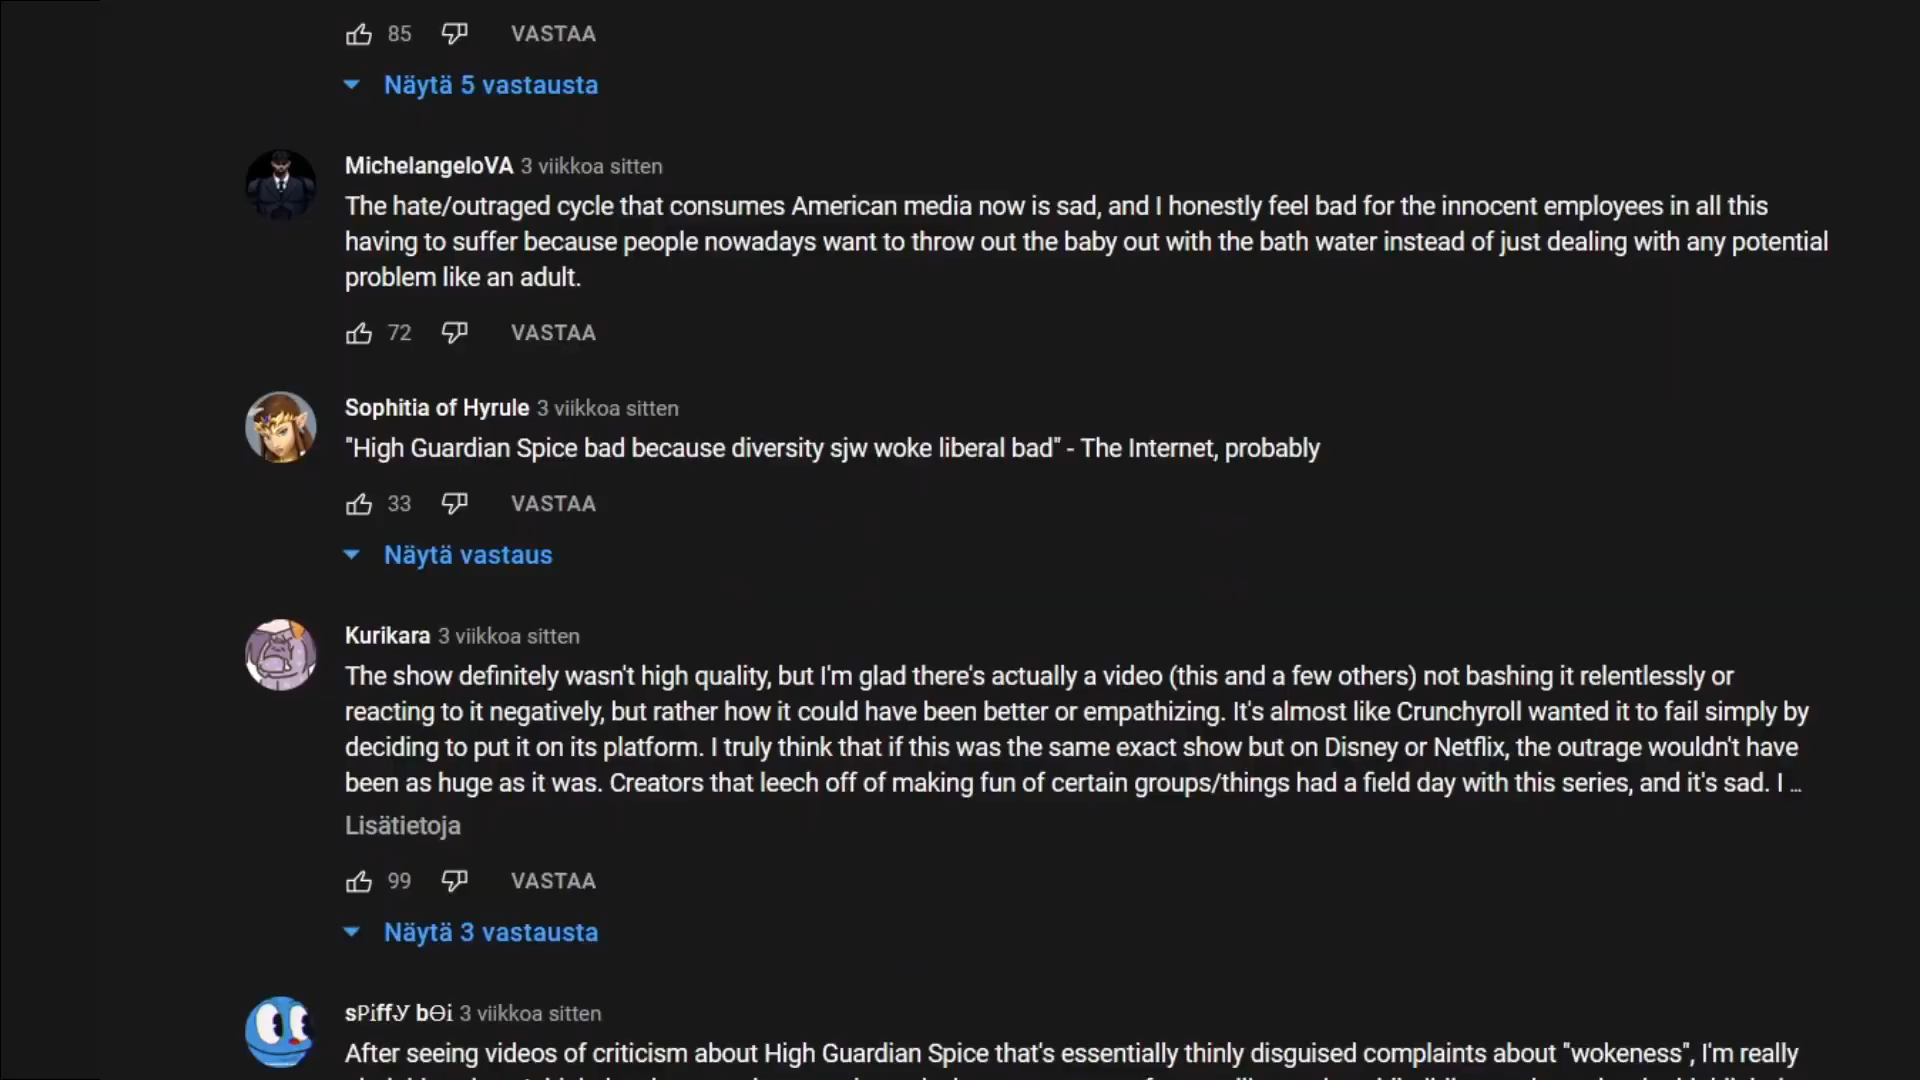 85 VASTAA
Näytä 5 vastausta
MichelangeloVA 3 viikkoa sitten
The hate/outraged cycle that consumes American media now is sad, and I honestly feel bad for the innocent employees in all this
having to suffer because people nowadays want to throw out the baby out with the bath water instead of just dealing with any potential
problem like an adult.
72 VASTAA
Sophitia of Hyrule 3 viikkoa sitten
"High Guardian Spice bad because diversity sjw woke liberal bad" - The Internet, probably
33 VASTAA
Näytä vastaus
Kurikara 3 viikkoa sitten
The show definitely wasn't high quality, but I'm glad there's actually a video (this and a few others) not bashing it relentlessly or
reacting to it negatively, but rather how it could have been better or empathizing. It's almost like Crunchyroll wanted it to fail simply by
deciding to put it on its platform. I truly think that if this was the same exact show but on Disney or Netflix, the outrage wouldn't have
been as huge as it was. Creators that leech off of making fun of certain groups/things had a field day with this series, and it's sad. I ...
Lisätietoja
99 VASTAA
Näytä 3 vastausta
sPiffУ bӨi 3 viikkoa sitten
After seeing videos of criticism about High Guardian Spice that's essentially thinly disguised complaints about "wokeness", I'm really